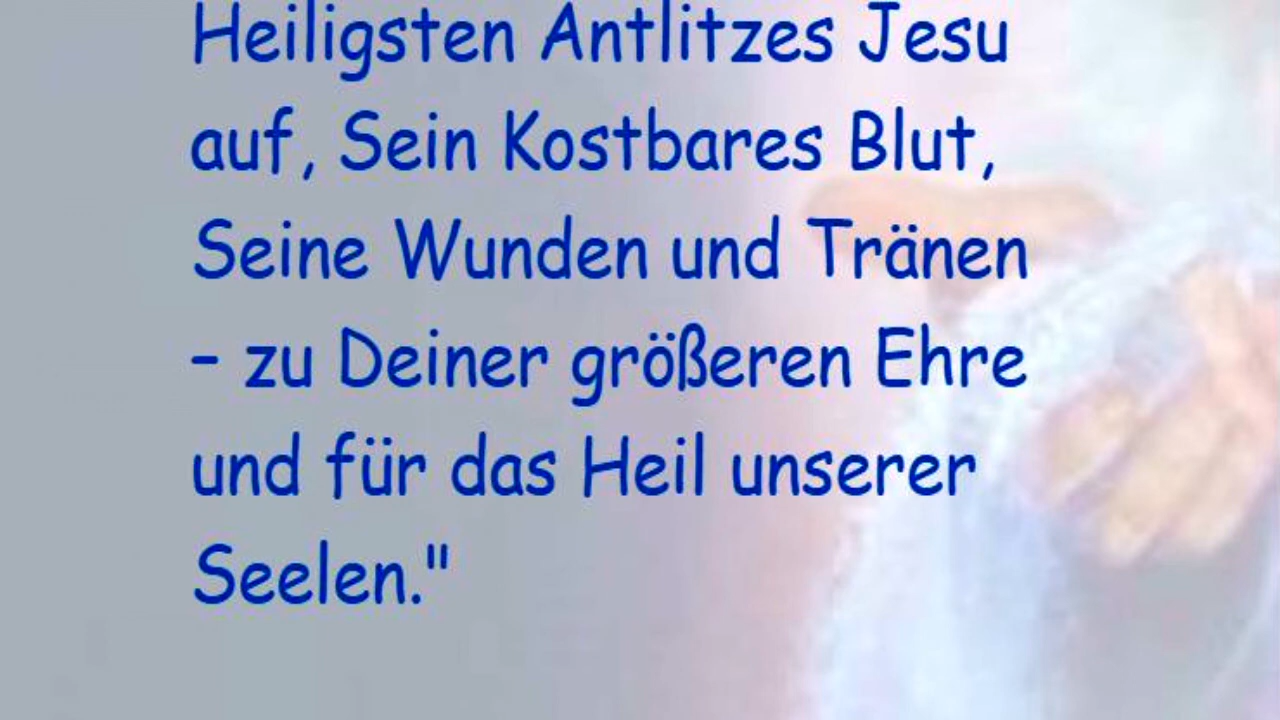 Heiligsten Antlitzes Jesu
auf, Sein Kostbares Blut,
Seine Wunden und Tränen
– zu Deiner größeren Ehre
und für das Heil unserer
Seelen."